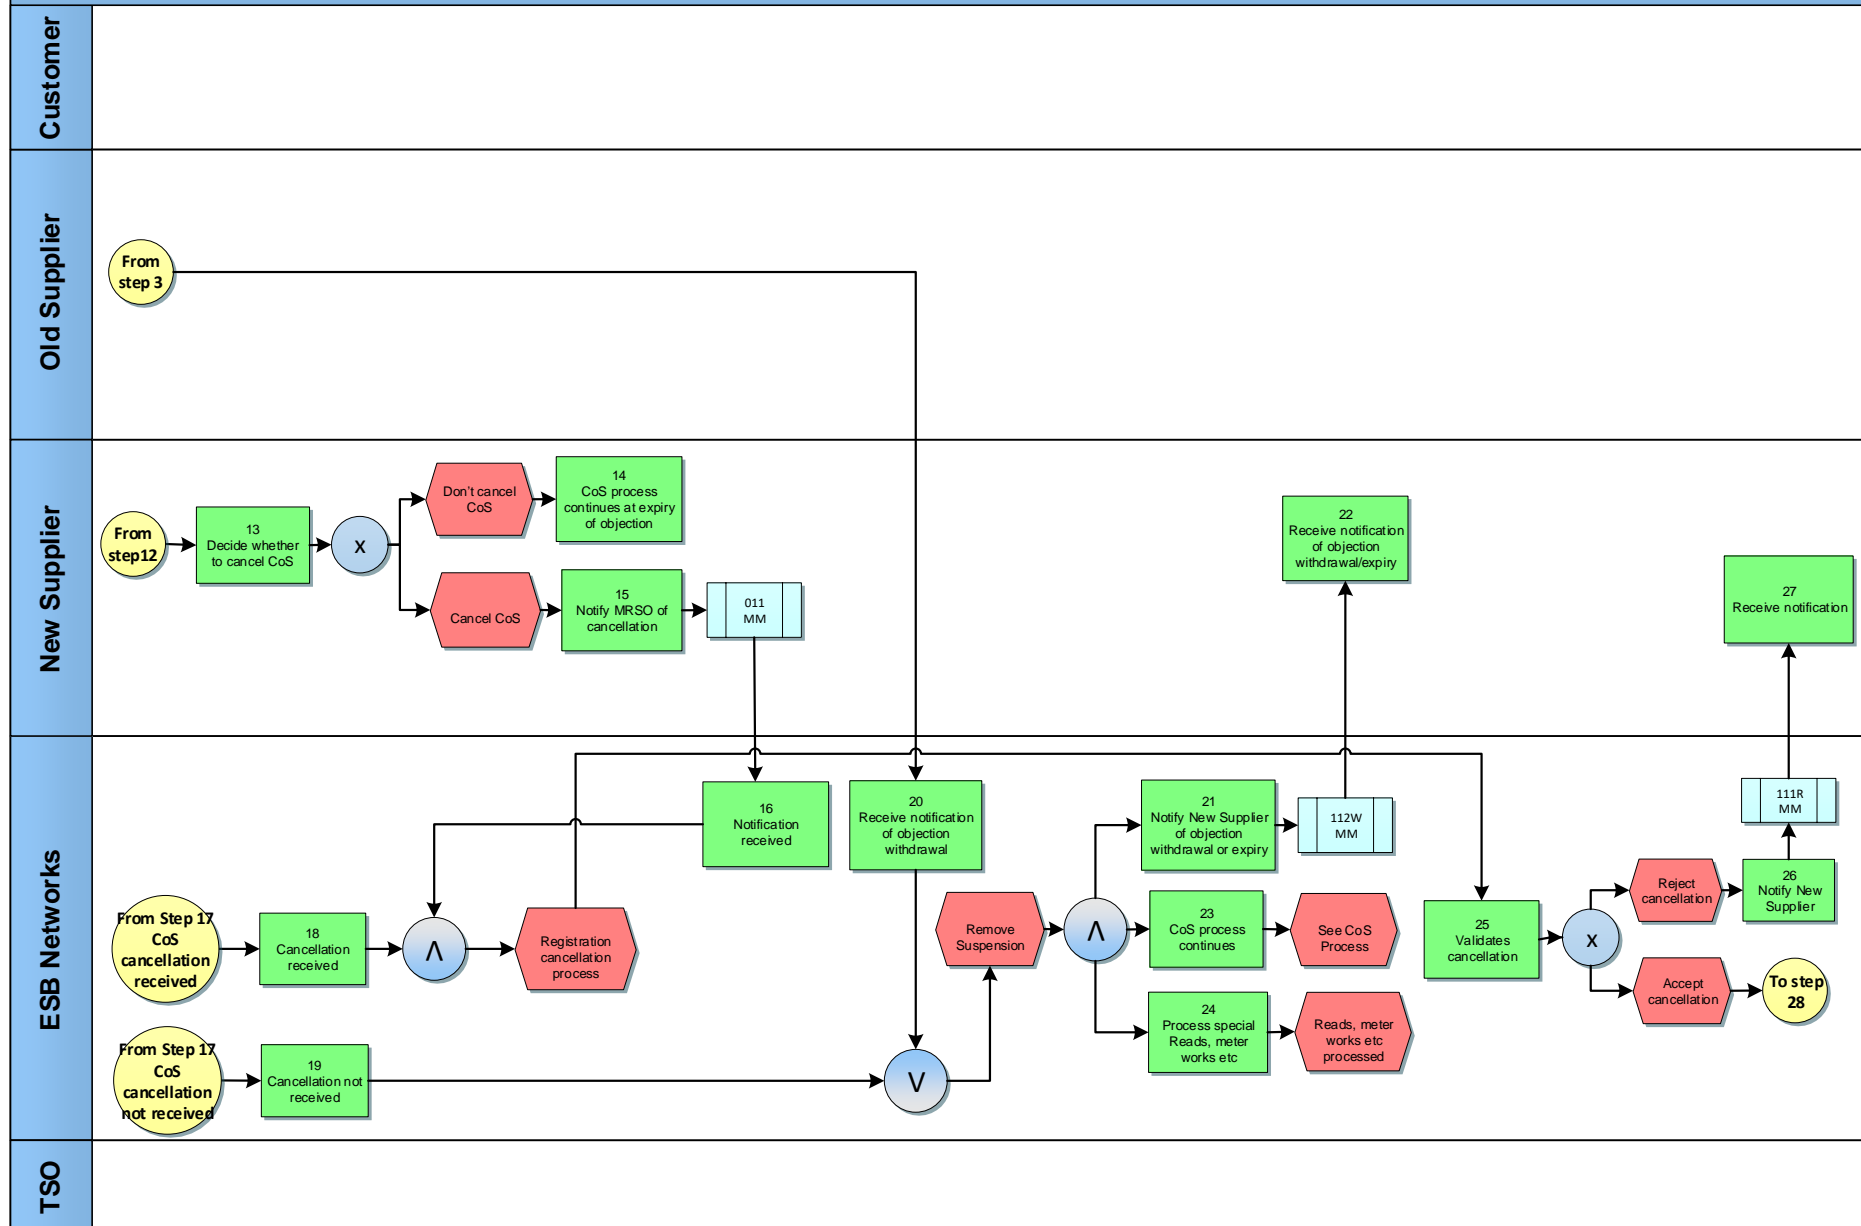 Customer
Old Supplier
From
step 3
New Supplier
From
step12
13
Decide whether
to cancel CoS
x
Don't cancel
CoS
14
CoS process
continues at expiry
of objection
Cancel CoS
15
Notify MRSO of
cancellation
011
MM
22
Receive notification
of objection
withdrawal/expiry
27
Receive notification
ESB Networks
16
Notification
received
20
Receive notification
of objection
withdrawal
21
Notify New Supplier
of objection
withdrawal or expiry
112W
MM
111R
MM
From Step 17
CoS
cancellation
received
18
Cancellation
received
Λ
Registration
cancellation
process
Remove
Suspension
Λ
23
CoS process
continues
See CoS
Process
24
Process special
Reads, meter
works etc
Reads, meter
works etc
processed
25
Validates
cancellation
x
Reject
cancellation
26
Notify New
Supplier
Accept
cancellation
To step
28
From Step 17
CoS
cancellation
not received
19
Cancellation not
received
V
TSO